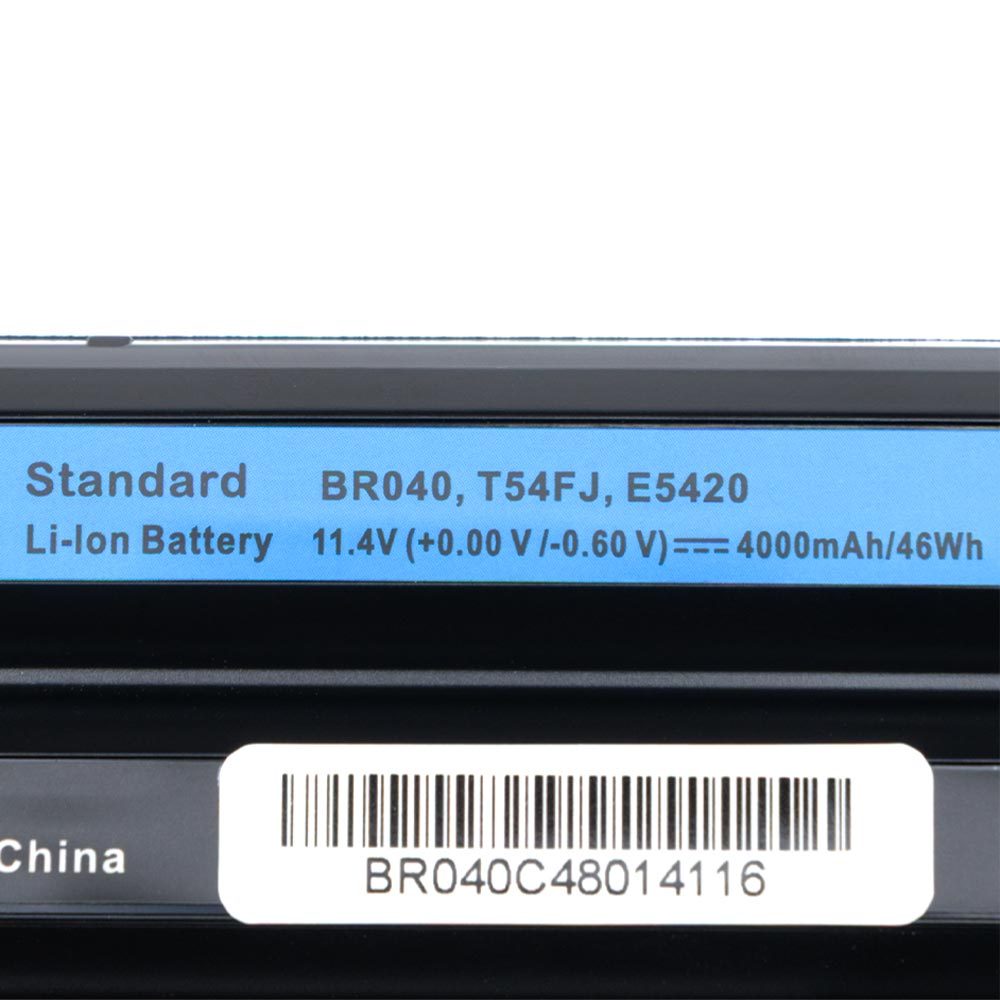 Standard BR040, T54FJ, E5420
Li-Ion Battery 11.4V (+0.00 V /-0.60 V)⎓ 4000mAh/46Wh
China
BR040C48014116